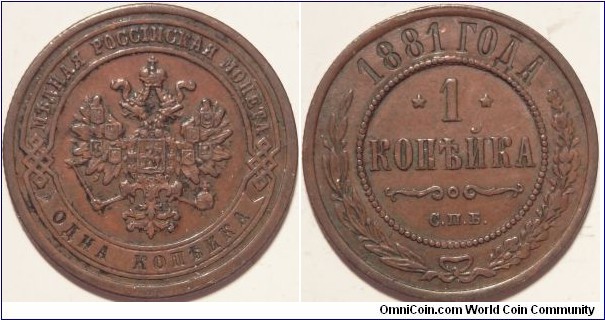 МѢДНАЯ РОССІЙСКАЯ МОНЕТА
ОДНА КОПѢЙКА
1881 ГОДА
1
КОПѢЙКА
С.П.Б.
OmniCoin.com World Coin Community